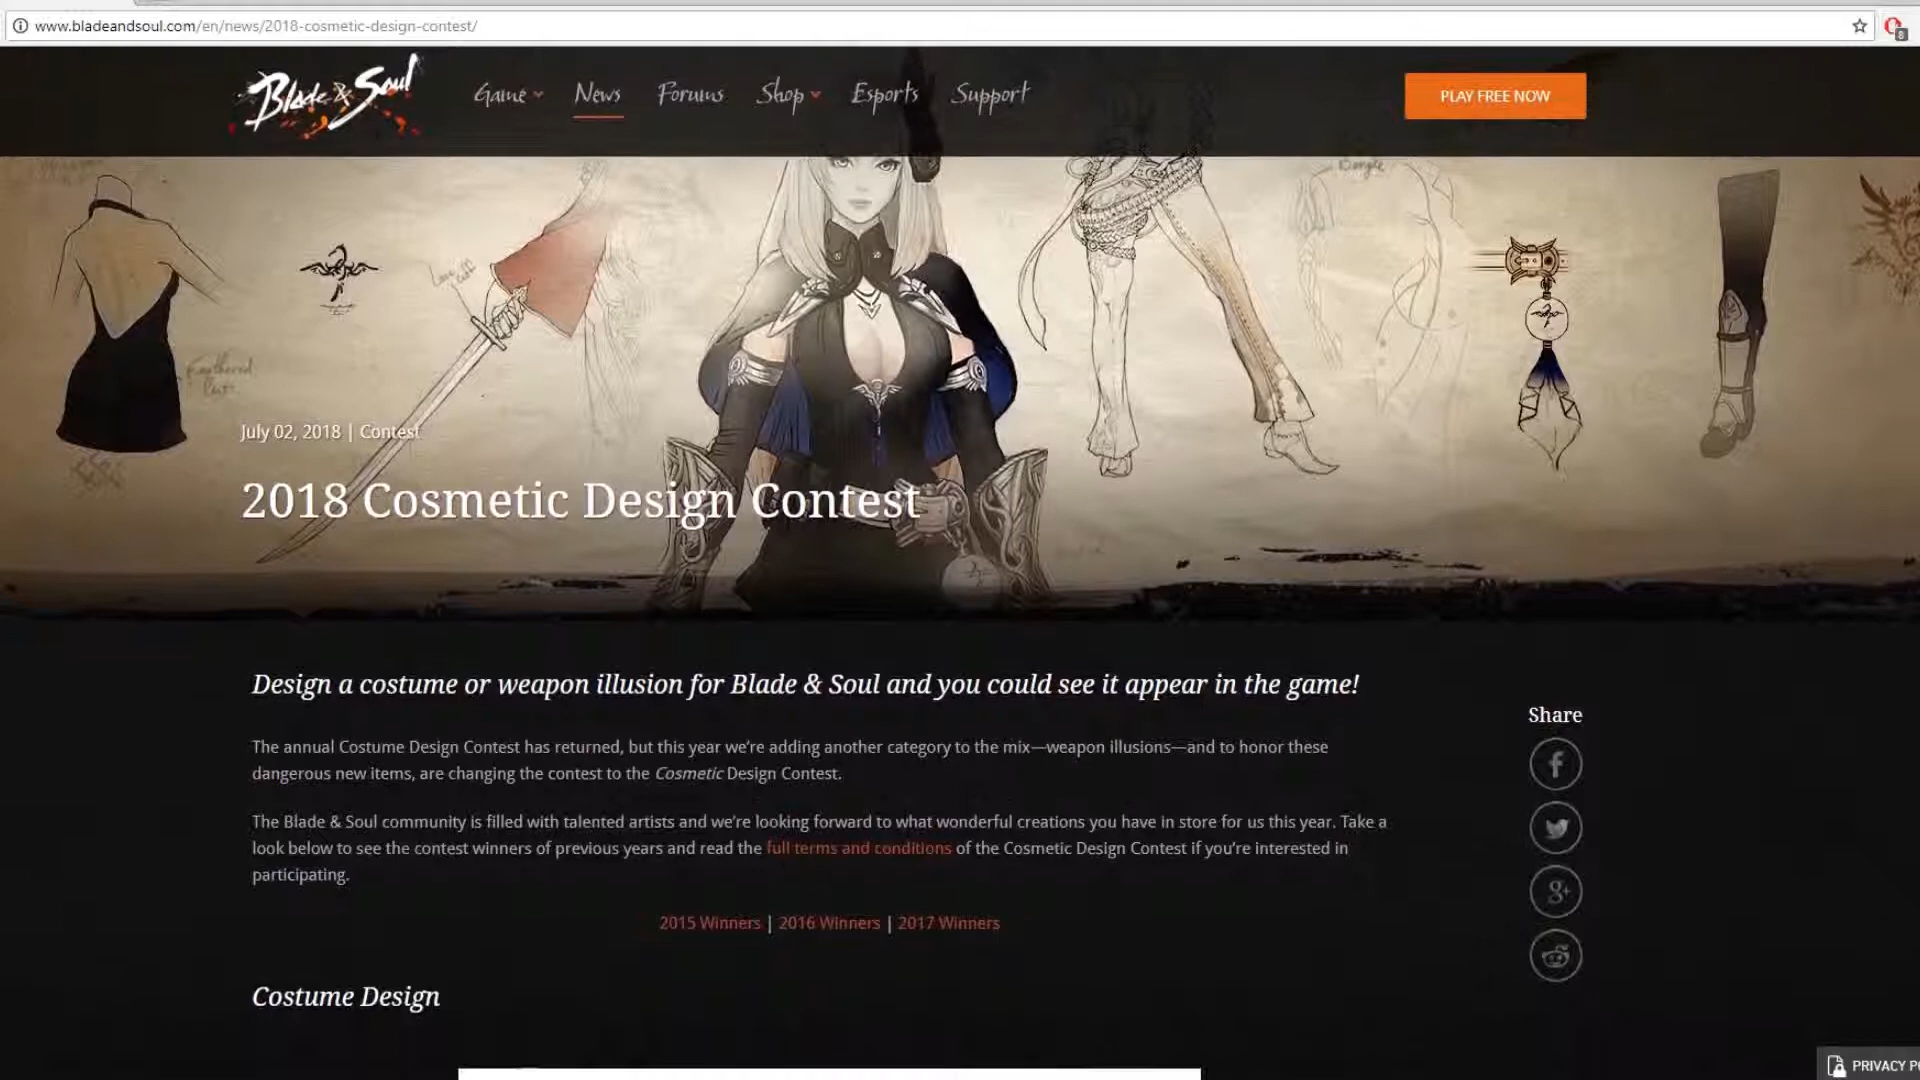 www.bladeandsoul.com/en/news/2018-cosmetic-design-contest/
8
Blade & Soul
Game News Forums Shop Esports Support
PLAY FREE NOW
Bangle
Feathered
July 02, 2018 | Contest
2018 Cosmetic Design Contest
Design a costume or weapon illusion for Blade & Soul and you could see it appear in the game!
The annual Costume Design Contest has returned, but this year we're adding another category to the mix—weapon illusions—and to honor these
dangerous new items, are changing the contest to the Cosmetic Design Contest.
The Blade & Soul community is filled with talented artists and we're looking forward to what wonderful creations you have in store for us this year. Take a
look below to see the contest winners of previous years and read the full terms and conditions of the Cosmetic Design Contest if you're interested in
participating.
2015 Winners | 2016 Winners | 2017 Winners
Costume Design
Share
PRIVACY PO